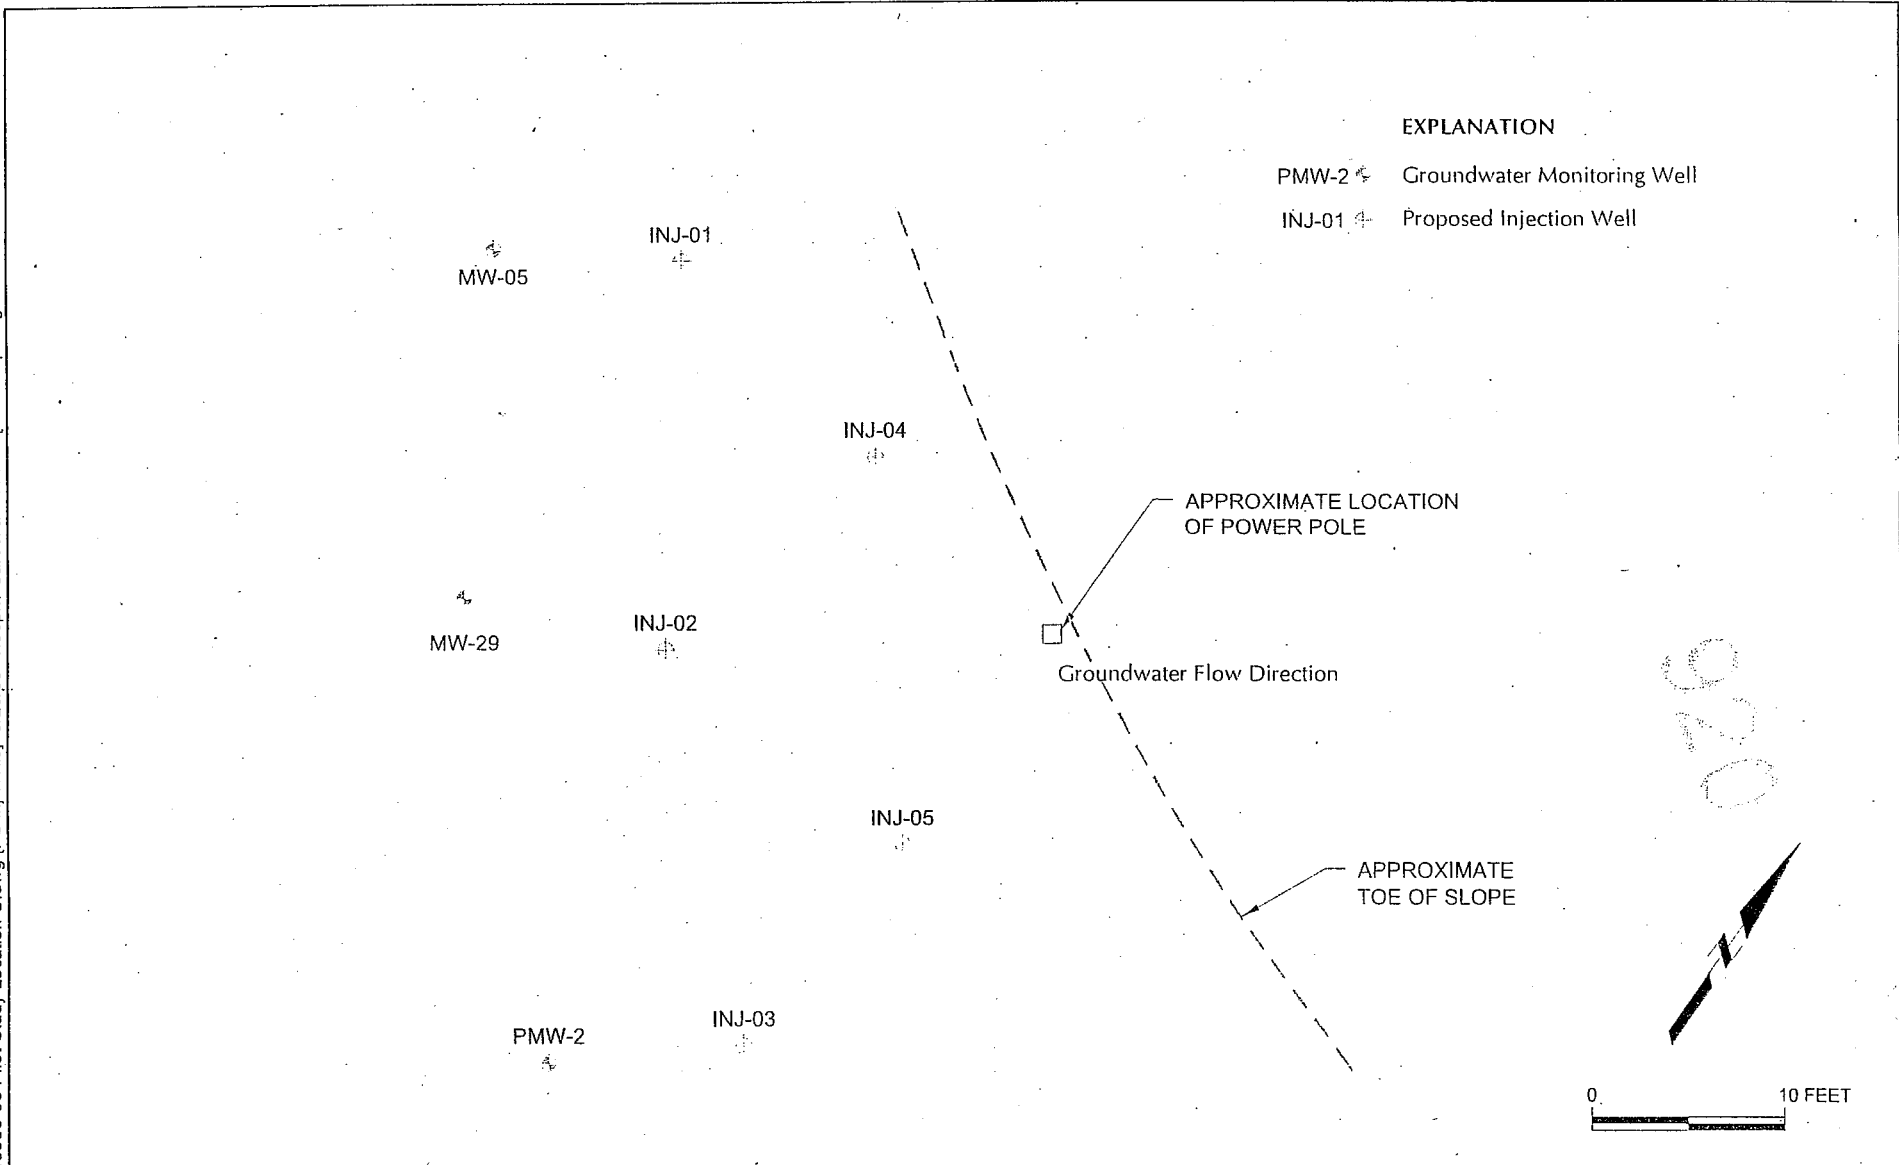 EXPLANATION
PMW-2 Groundwater Monitoring Well
INJ-01 Proposed Injection Well
INJ-01
MW-05
INJ-04
APPROXIMATE LOCATION
OF POWER POLE
INJ-02
MW-29
Groundwater Flow Direction
INJ-05
APPROXIMATE
TOE OF SLOPE
INJ-03
PMW-2
N
0 10 FEET
026